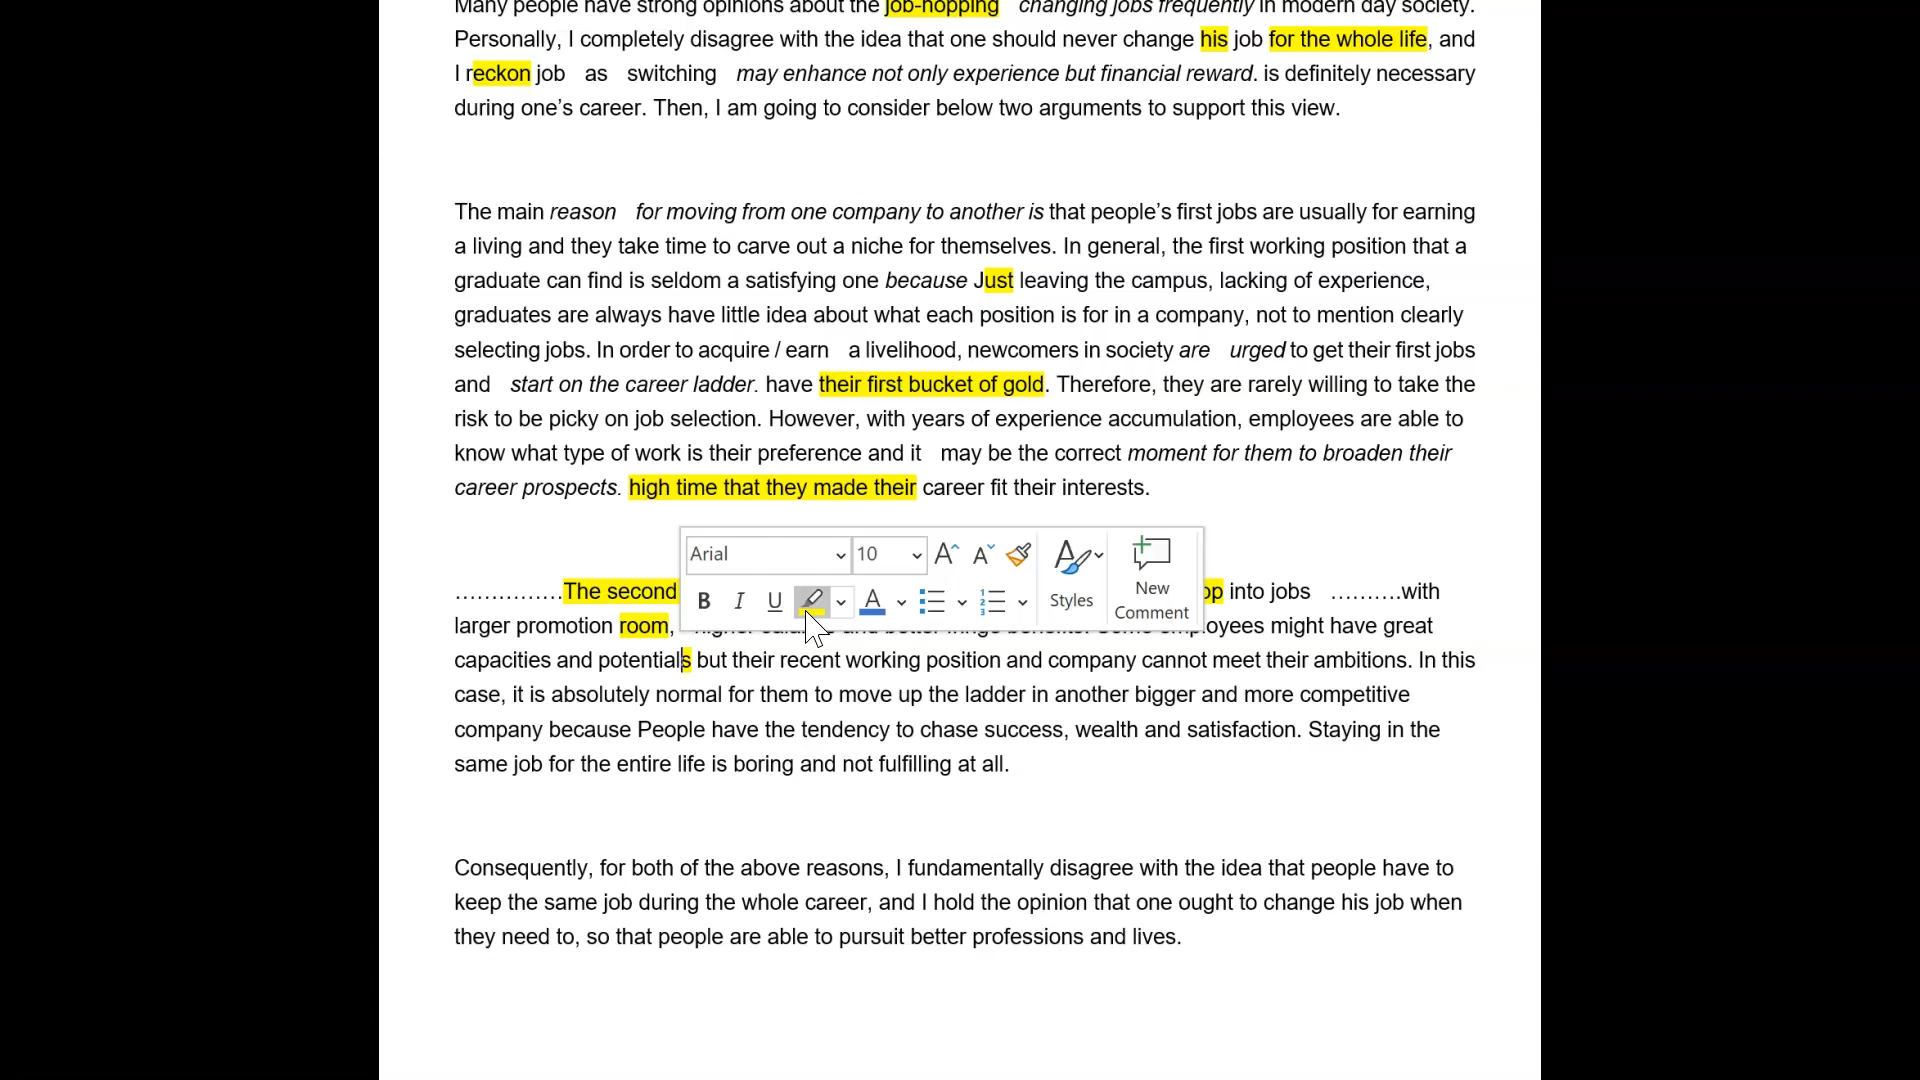 Many people have strong opinions about the job-hopping changing jobs frequently in modern day society.
Personally, I completely disagree with the idea that one should never change his job for the whole life, and
I reckon job as switching may enhance not only experience but financial reward. is definitely necessary
during one’s career. Then, I am going to consider below two arguments to support this view.
The main reason for moving from one company to another is that people’s first jobs are usually for earning
a living and they take time to carve out a niche for themselves. In general, the first working position that a
graduate can find is seldom a satisfying one because Just leaving the campus, lacking of experience,
graduates are always have little idea about what each position is for in a company, not to mention clearly
selecting jobs. In order to acquire / earn a livelihood, newcomers in society are urged to get their first jobs
and start on the career ladder. have their first bucket of gold. Therefore, they are rarely willing to take the
risk to be picky on job selection. However, with years of experience accumulation, employees are able to
know what type of work is their preference and it may be the correct moment for them to broaden their
career prospects. high time that they made their career fit their interests.
Arial 10
New
Comment
Styles
B I U A
……………The second into jobs ……….with
larger promotion room, higher salaries and better fringe benefits. Some employees might have great
capacities and potentials but their recent working position and company cannot meet their ambitions. In this
case, it is absolutely normal for them to move up the ladder in another bigger and more competitive
company because People have the tendency to chase success, wealth and satisfaction. Staying in the
same job for the entire life is boring and not fulfilling at all.
Consequently, for both of the above reasons, I fundamentally disagree with the idea that people have to
keep the same job during the whole career, and I hold the opinion that one ought to change his job when
they need to, so that people are able to pursuit better professions and lives.